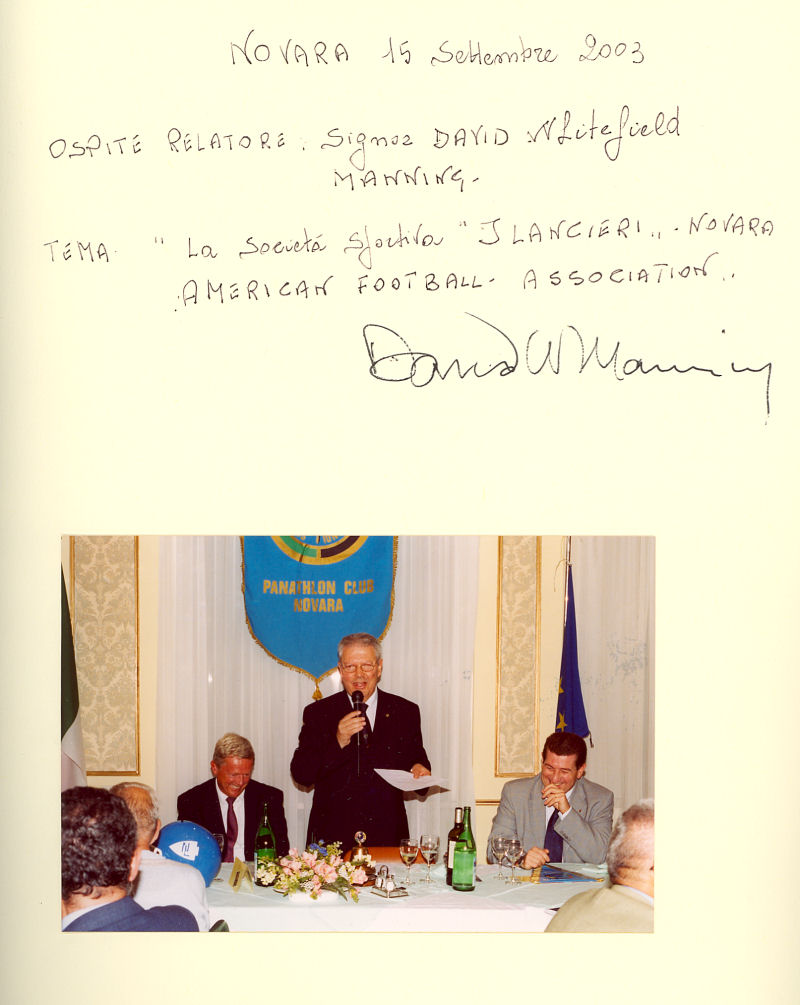 NOVARA 15 Settembre 2003
OSPITE RELATORE: Signor DAVID Whitefield
MANNING-
TEMA: " La Società Sportiva "I LANCIERI„ - NOVARA
AMERICAN FOOTBALL- ASSOCIATION„
David W Manning
PANATHLON CLUB
NOVARA